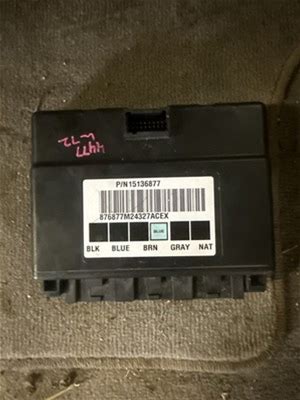 4477
L-72
P/N15136877
876877M24327ACEX
BLUE
BLK BLUE BRN GRAY NAT